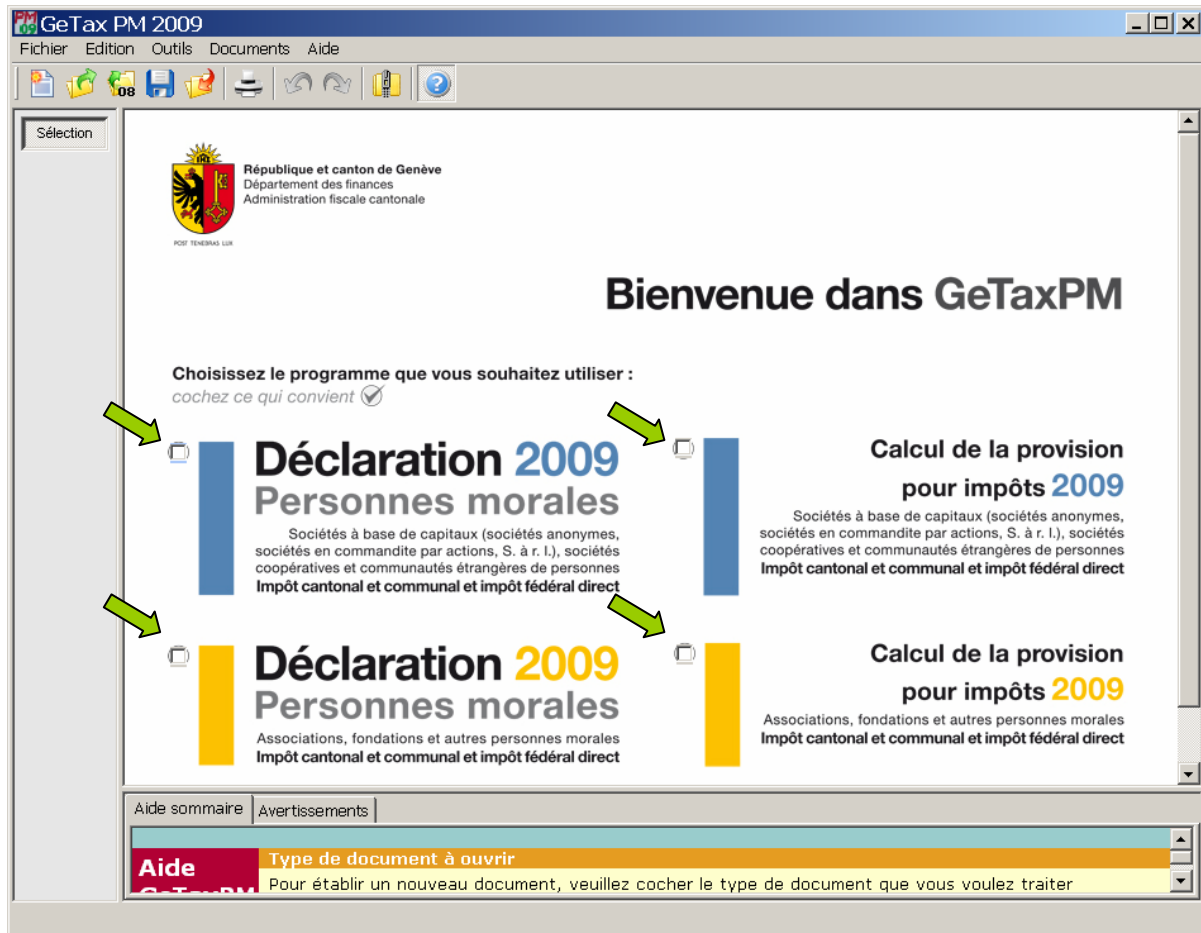 GeTax PM 2009
Fichier Edition Outils Documents Aide
08
Sélection
République et canton de Genève
Département des finances
Administration fiscale cantonale
POST TENEBRAS LUX
Bienvenue dans GeTaxPM
Choisissez le programme que vous souhaitez utiliser :
cochez ce qui convient
Déclaration 2009
Personnes morales
Sociétés à base de capitaux (sociétés anonymes,
sociétés en commandite par actions, S. à r. l.), sociétés
coopératives et communautés étrangères de personnes
Impôt cantonal et communal et impôt fédéral direct
Calcul de la provision
pour impôts 2009
Sociétés à base de capitaux (sociétés anonymes,
sociétés en commandite par actions, S. à r. l.), sociétés
coopératives et communautés étrangères de personnes
Impôt cantonal et communal et impôt fédéral direct
Déclaration 2009
Personnes morales
Associations, fondations et autres personnes morales
Impôt cantonal et communal et impôt fédéral direct
Calcul de la provision
pour impôts 2009
Associations, fondations et autres personnes morales
Impôt cantonal et communal et impôt fédéral direct
Aide sommaire Avertissements
Aide
GeTaxPM
Type de document à ouvrir
Pour établir un nouveau document, veuillez cocher le type de document que vous voulez traiter